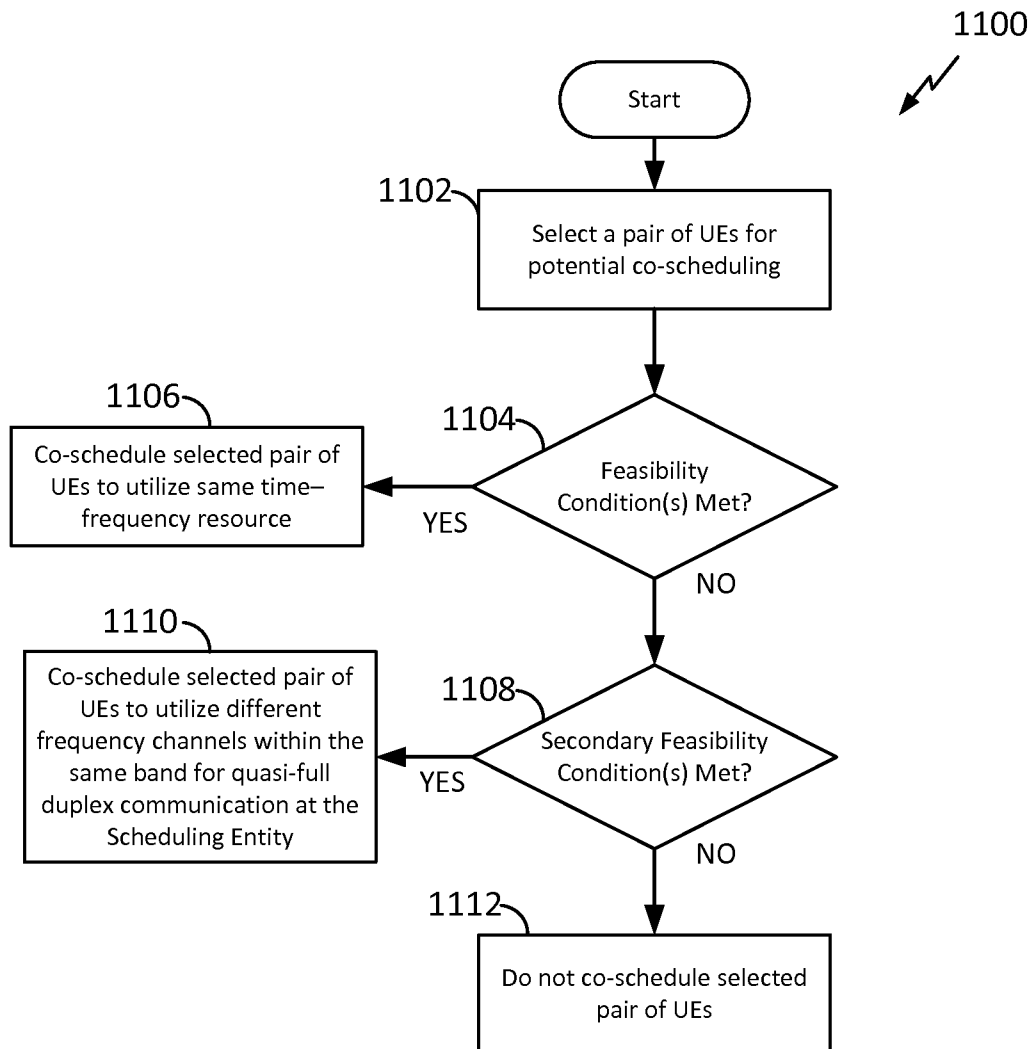 1100
Start
1102
Select a pair of UEs for
potential co-scheduling
1106
Co-schedule selected pair of
UEs to utilize same time–
frequency resource
1104
Feasibility
Condition(s) Met?
YES
NO
1110
Co-schedule selected pair of
UEs to utilize different
frequency channels within the
same band for quasi-full
duplex communication at the
Scheduling Entity
1108
Secondary Feasibility
Condition(s) Met?
YES
NO
1112
Do not co-schedule selected
pair of UEs